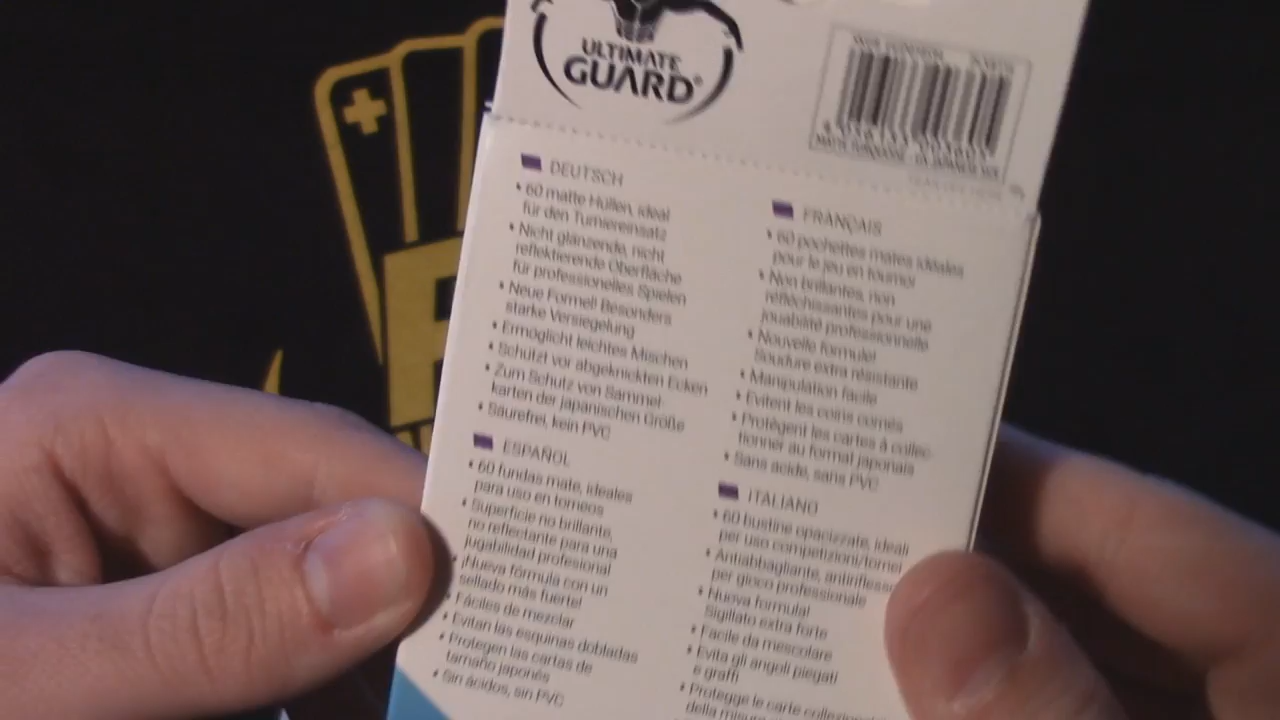 ULTIMATE
GUARD®
DEUTSCH
• 60 matte Hüllen, ideal
für den Turniereinsatz
• Nicht glänzende, nicht
reflektierende Oberfläche
für professionelles Spielen
• Neue Formel! Besonders
starke Versiegelung
• Ermöglicht leichtes Mischen
• Schützt vor abgeknickten Ecken
• Zum Schutz von Sammel-
karten der japanischen Größe
• Säurefrei, kein PVC
ESPAÑOL
• 60 fundas mate, ideales
para uso en torneos
• Superficie no brillante,
no reflectante para una
jugabilidad profesional
• ¡Nueva fórmula con un
sellado más fuerte!
• Fáciles de mezclar
• Evitan las esquinas dobladas
• Protegen las cartas de
tamaño japonés
• Sin ácidos, sin PVC
FRANÇAIS
• 60 pochettes mates idéales
pour le jeu en tournoi
• Non brillantes, non
réfléchissantes pour une
jouabilité professionnelle
• Nouvelle formule!
Soudure extra résistante
• Manipulation facile
• Evitent les coins cornés
• Protègent les cartes à collec-
tionner au format japonais
• Sans acide, sans PVC
ITALIANO
• 60 bustine opacizzate, ideali
per uso competizioni/tornei
• Antiabbagliante, antiriflesso
per gioco professionale
• Nuova formula!
Sigillato extra forte
• Facile da mescolare
• Evita gli angoli piegati
e graffi
• Protegge le carte collezional
della misura